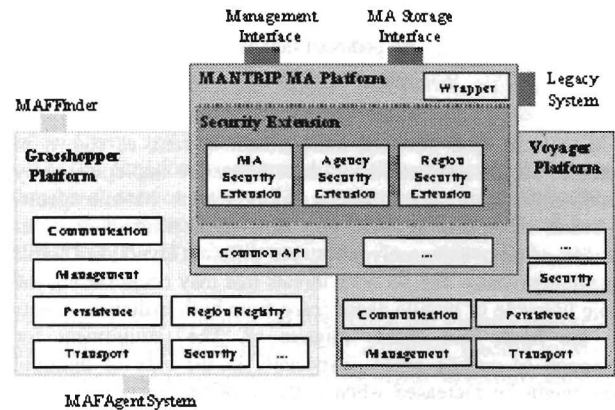 Management
Interface
MA Storage
Interface
MANTRIP MA Platform
Wrapper
Legacy
System
MAFFinder
Security Extension
Grasshopper
Platform
MA
Security
Extension
Agency
Security
Extension
Region
Security
Extension
Voyager
Platform
Communication
Management
Common API
....
....
Security
Persistence
Region Registry
Communication
Persistence
Transport
Security
....
Management
Transport
MAFAgentSystem